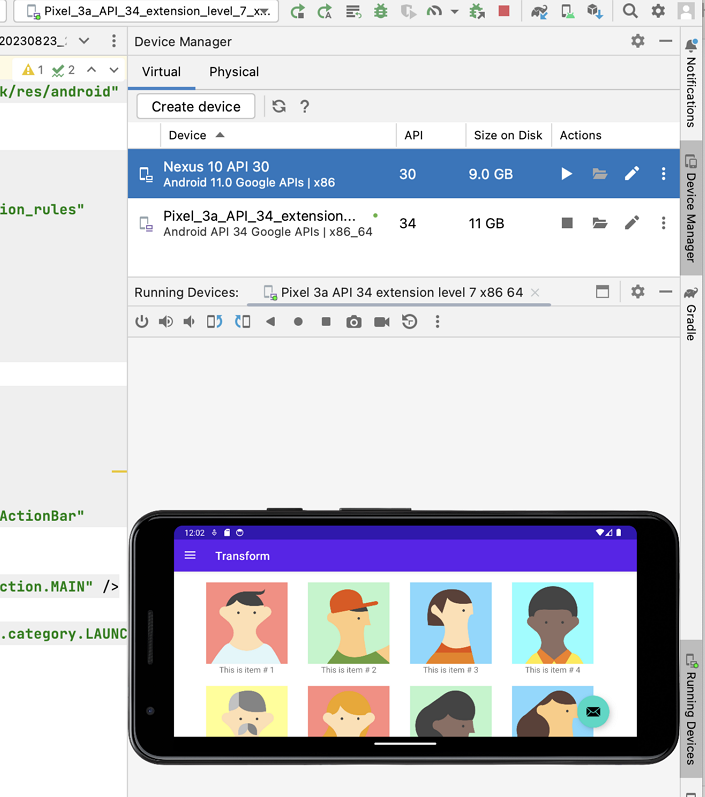 Pixel_3a_API_34_extension_level_7_x
20230823_
1 2
k/res/android"
ion_rules"
ActionBar"
ction.MAIN" />
.category.LAUNC
Device Manager
Virtual Physical
Create device ?
Device API Size on Disk Actions
Nexus 10 API 30 30 9.0 GB
Android 11.0 Google APIs | x86
Pixel_3a_API_34_extension... 34 11 GB
Android API 34 Google APIs | x86_64
Running Devices: Pixel 3a API 34 extension level 7 x86 64
12:02
Transform
This is item # 1 This is item # 2 This is item # 3 This is item # 4
Notifications
Device Manager
Gradle
Running Devices